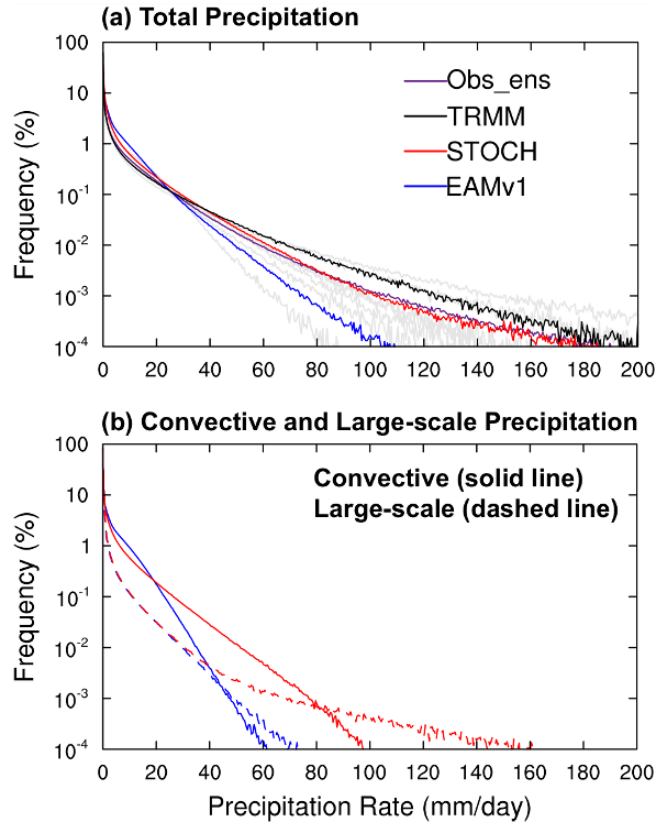 (a) Total Precipitation
Frequency (%)
100
10
1
10⁻¹
10⁻²
10⁻³
10⁻⁴
Obs_ens
TRMM
STOCH
EAMv1
0 20 40 60 80 100 120 140 160 180 200
(b) Convective and Large-scale Precipitation
Frequency (%)
100
10
1
10⁻¹
10⁻²
10⁻³
10⁻⁴
Convective (solid line)
Large-scale (dashed line)
0 20 40 60 80 100 120 140 160 180 200
Precipitation Rate (mm/day)